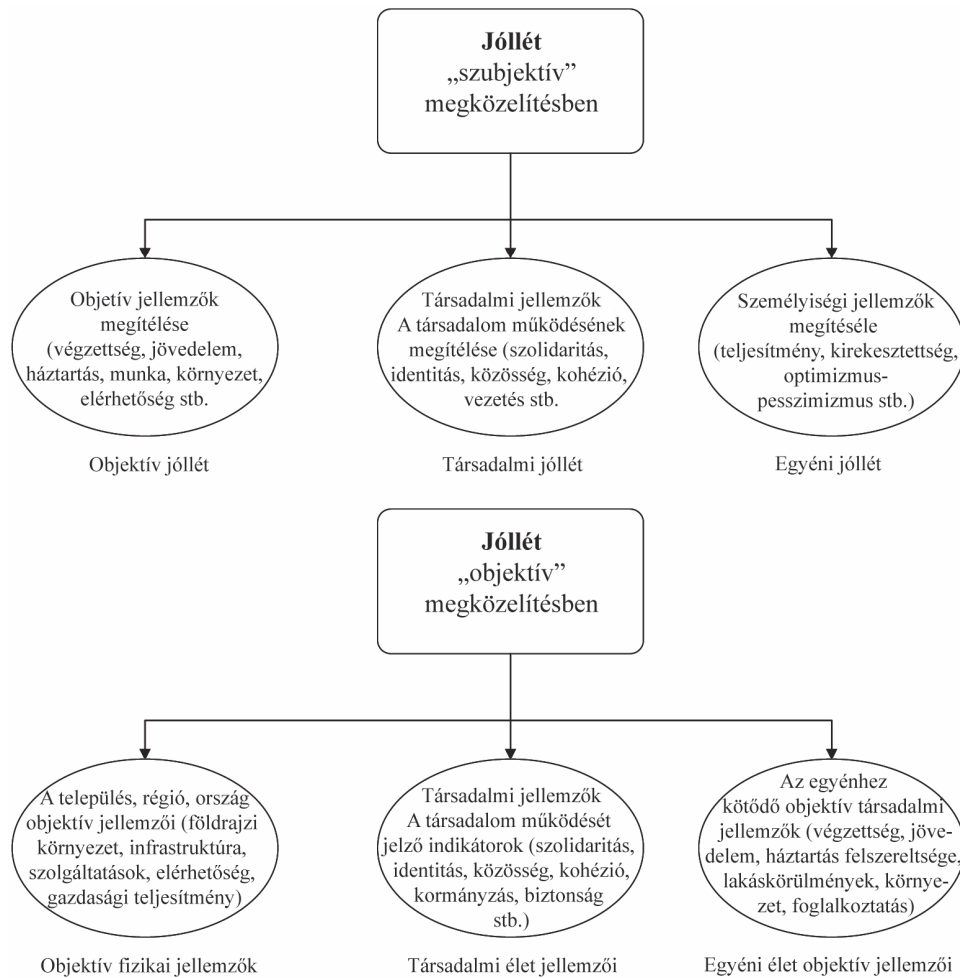 Jóllét
„szubjektív”
megközelítésben
Objetív jellemzők
megítélése
(végzettség, jövedelem,
háztartás, munka, környezet,
elérhetőség stb.
Objektív jóllét
Társadalmi jellemzők
A társadalom működésének
megítélése (szolidaritás,
identitás, közösség, kohézió,
vezetés stb.
Társadalmi jóllét
Személyiségi jellemzők
megítéséle
(teljesítmény, kirekesztettség,
optimizmus-
pesszimizmus stb.)
Egyéni jóllét
Jóllét
„objektív”
megközelítésben
A település, régió, ország
objektív jellemzői (földrajzi
környezet, infrastruktúra,
szolgáltatások, elérhetőség,
gazdasági teljesítmény)
Objektív fizikai jellemzők
Társadalmi jellemzők
A társadalom működését
jelző indikátorok (szolidaritás,
identitás, közösség, kohézió,
kormányzás, biztonság
stb.)
Társadalmi élet jellemzői
Az egyénhez
kötődő objektív társadalmi
jellemzők (végzettség, jöve-
delem, háztartás felszereltsége,
lakáskörülmények, környe-
zet, foglalkoztatás)
Egyéni élet objektív jellemzői